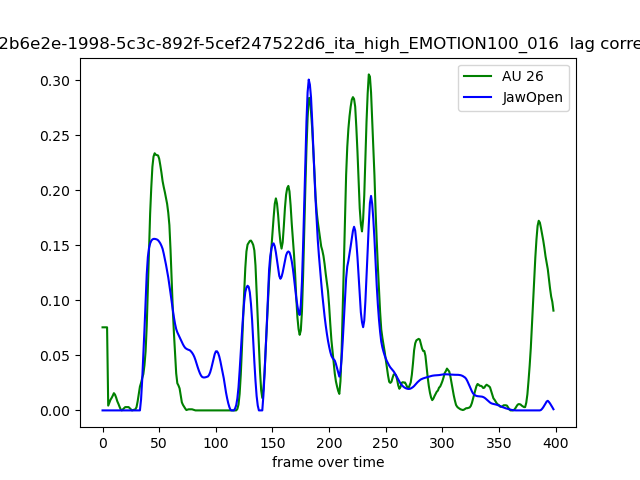 2b6e2e-1998-5c3c-892f-5cef247522d6_ita_high_EMOTION100_016 lag corre
AU 26
JawOpen
0.30
0.25
0.20
0.15
0.10
0.05
0.00
0 50 100 150 200 250 300 350 400
frame over time